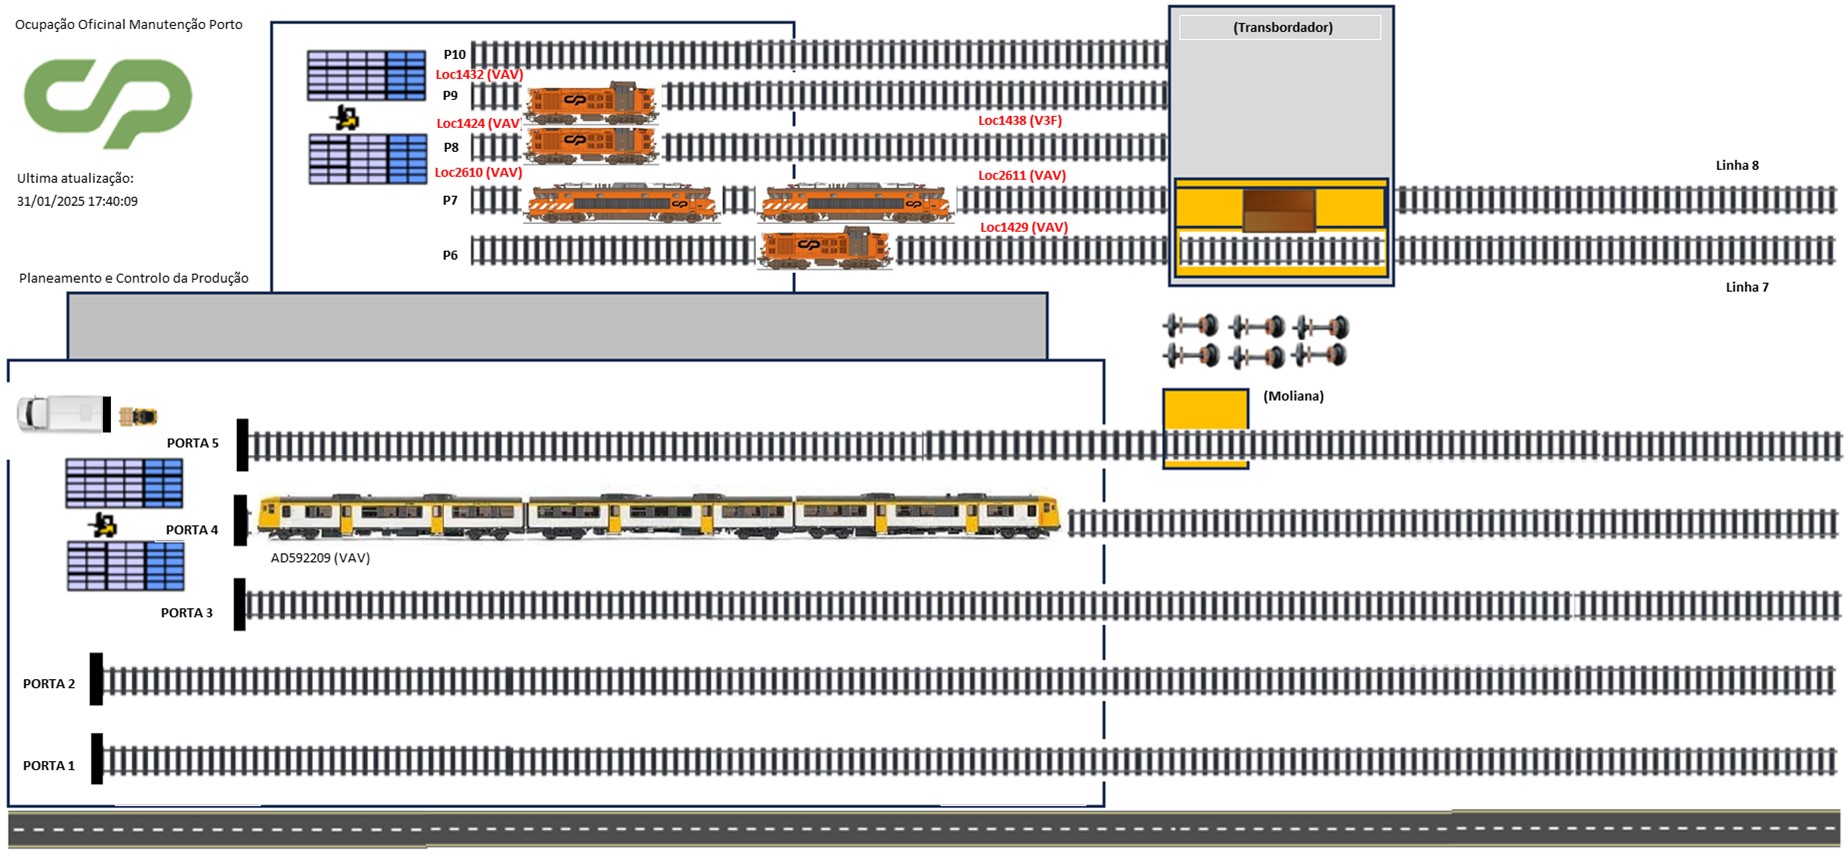 Ocupação Oficinal Manutenção Porto
CP
Ultima atualização:
31/01/2025 17:40:09
Planeamento e Controlo da Produção
(Transbordador)
P10
Loc1432 (VAV)
P9
Loc1424 (VAV)
Loc1438 (V3F)
P8
Loc2610 (VAV)
Loc2611 (VAV)
P7
Loc1429 (VAV)
P6
Linha 8
Linha 7
(Moliana)
PORTA 5
PORTA 4
AD592209 (VAV)
PORTA 3
PORTA 2
PORTA 1